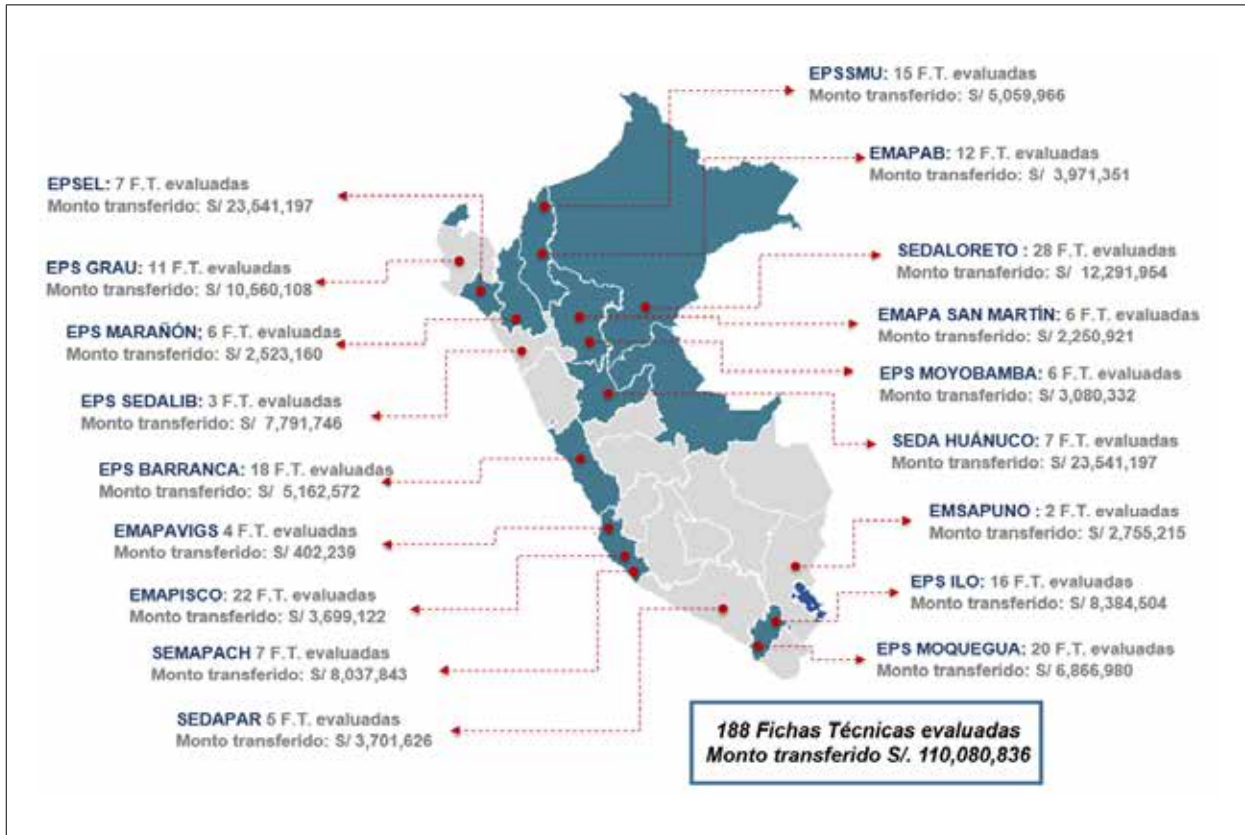 EPSSMU: 15 F.T. evaluadas
Monto transferido: S/ 5,059,966
EMAPAB: 12 F.T. evaluadas
Monto transferido: S/ 3,971,351
EPSEL: 7 F.T. evaluadas
Monto transferido: S/ 23,541,197
SEDALORETO : 28 F.T. evaluadas
Monto transferido: S/ 12,291,954
EPS GRAU: 11 F.T. evaluadas
Monto transferido: S/ 10,560,108
EMAPA SAN MARTÍN: 6 F.T. evaluadas
Monto transferido: S/ 2,250,921
EPS MARAÑÓN; 6 F.T. evaluadas
Monto transferido: S/ 2,523,160
EPS MOYOBAMBA: 6 F.T. evaluadas
Monto transferido: S/ 3,080,332
EPS SEDALIB: 3 F.T. evaluadas
Monto transferido: S/ 7,791,746
SEDA HUÁNUCO: 7 F.T. evaluadas
Monto transferido: S/ 23,541,197
EPS BARRANCA: 18 F.T. evaluadas
Monto transferido: S/ 5,162,572
EMSAPUNO : 2 F.T. evaluadas
Monto transferido: S/ 2,755,215
EMAPAVIGS 4 F.T. evaluadas
Monto transferido: S/ 402,239
EPS ILO: 16 F.T. evaluadas
Monto transferido: S/ 8,384,504
EMAPISCO: 22 F.T. evaluadas
Monto transferido: S/ 3,699,122
EPS MOQUEGUA: 20 F.T. evaluadas
Monto transferido: S/ 6,866,980
SEMAPACH 7 F.T. evaluadas
Monto transferido: S/ 8,037,843
SEDAPAR 5 F.T. evaluadas
Monto transferido: S/ 3,701,626
188 Fichas Técnicas evaluadas
Monto transferido S/. 110,080,836